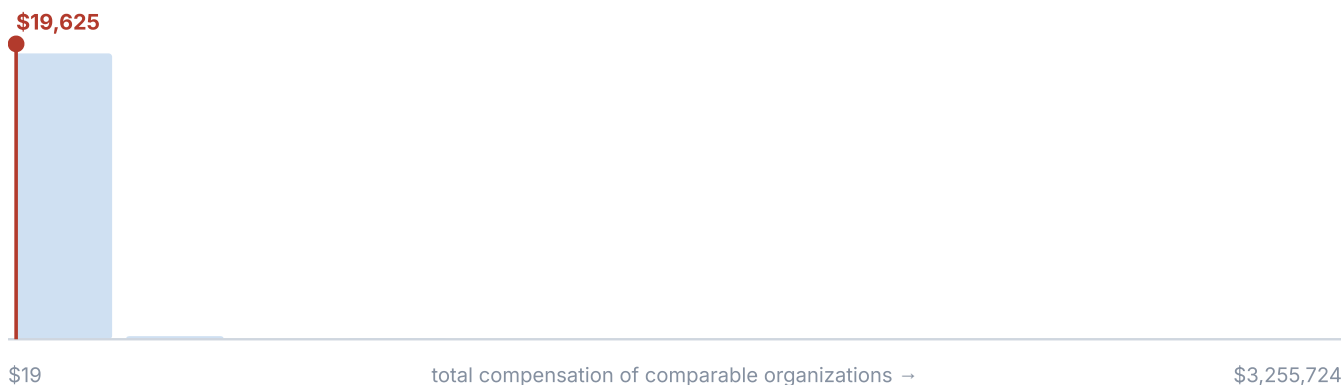 $19,625
$19 total compensation of comparable organizations → $3,255,724